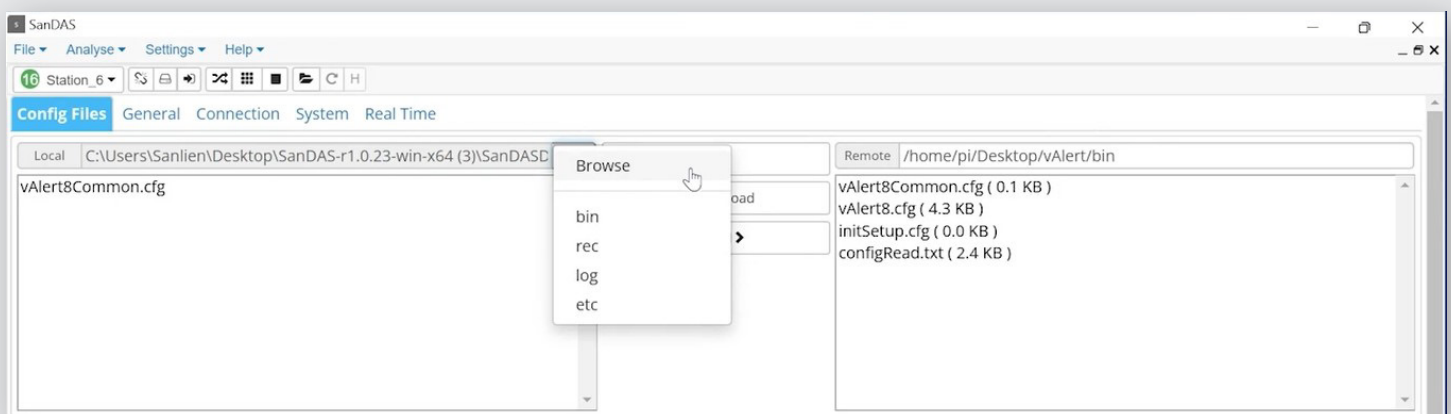 SanDAS
File Analyse Settings Help
16 Station_6 H
Config Files General Connection System Real Time
Local C:\Users\Sanlien\Desktop\SanDAS-r1.0.23-win-x64 (3)\SanDASD
Remote /home/pi/Desktop/vAlert/bin
vAlert8Common.cfg
Browse
bin
rec
log
etc
oad
vAlert8Common.cfg ( 0.1 KB )
vAlert8.cfg ( 4.3 KB )
initSetup.cfg ( 0.0 KB )
configRead.txt ( 2.4 KB )